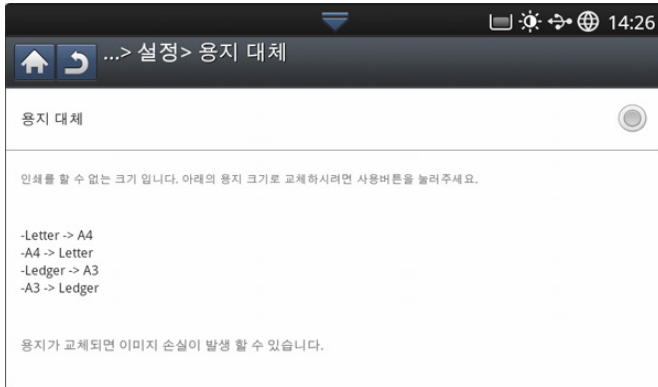 14:26
...> 설정> 용지 대체
용지 대체
인쇄를 할 수 없는 크기 입니다. 아래의 용지 크기로 교체하시려면 사용버튼을 눌러주세요.
-Letter -> A4
-A4 -> Letter
-Ledger -> A3
-A3 -> Ledger
용지가 교체되면 이미지 손실이 발생 할 수 있습니다.